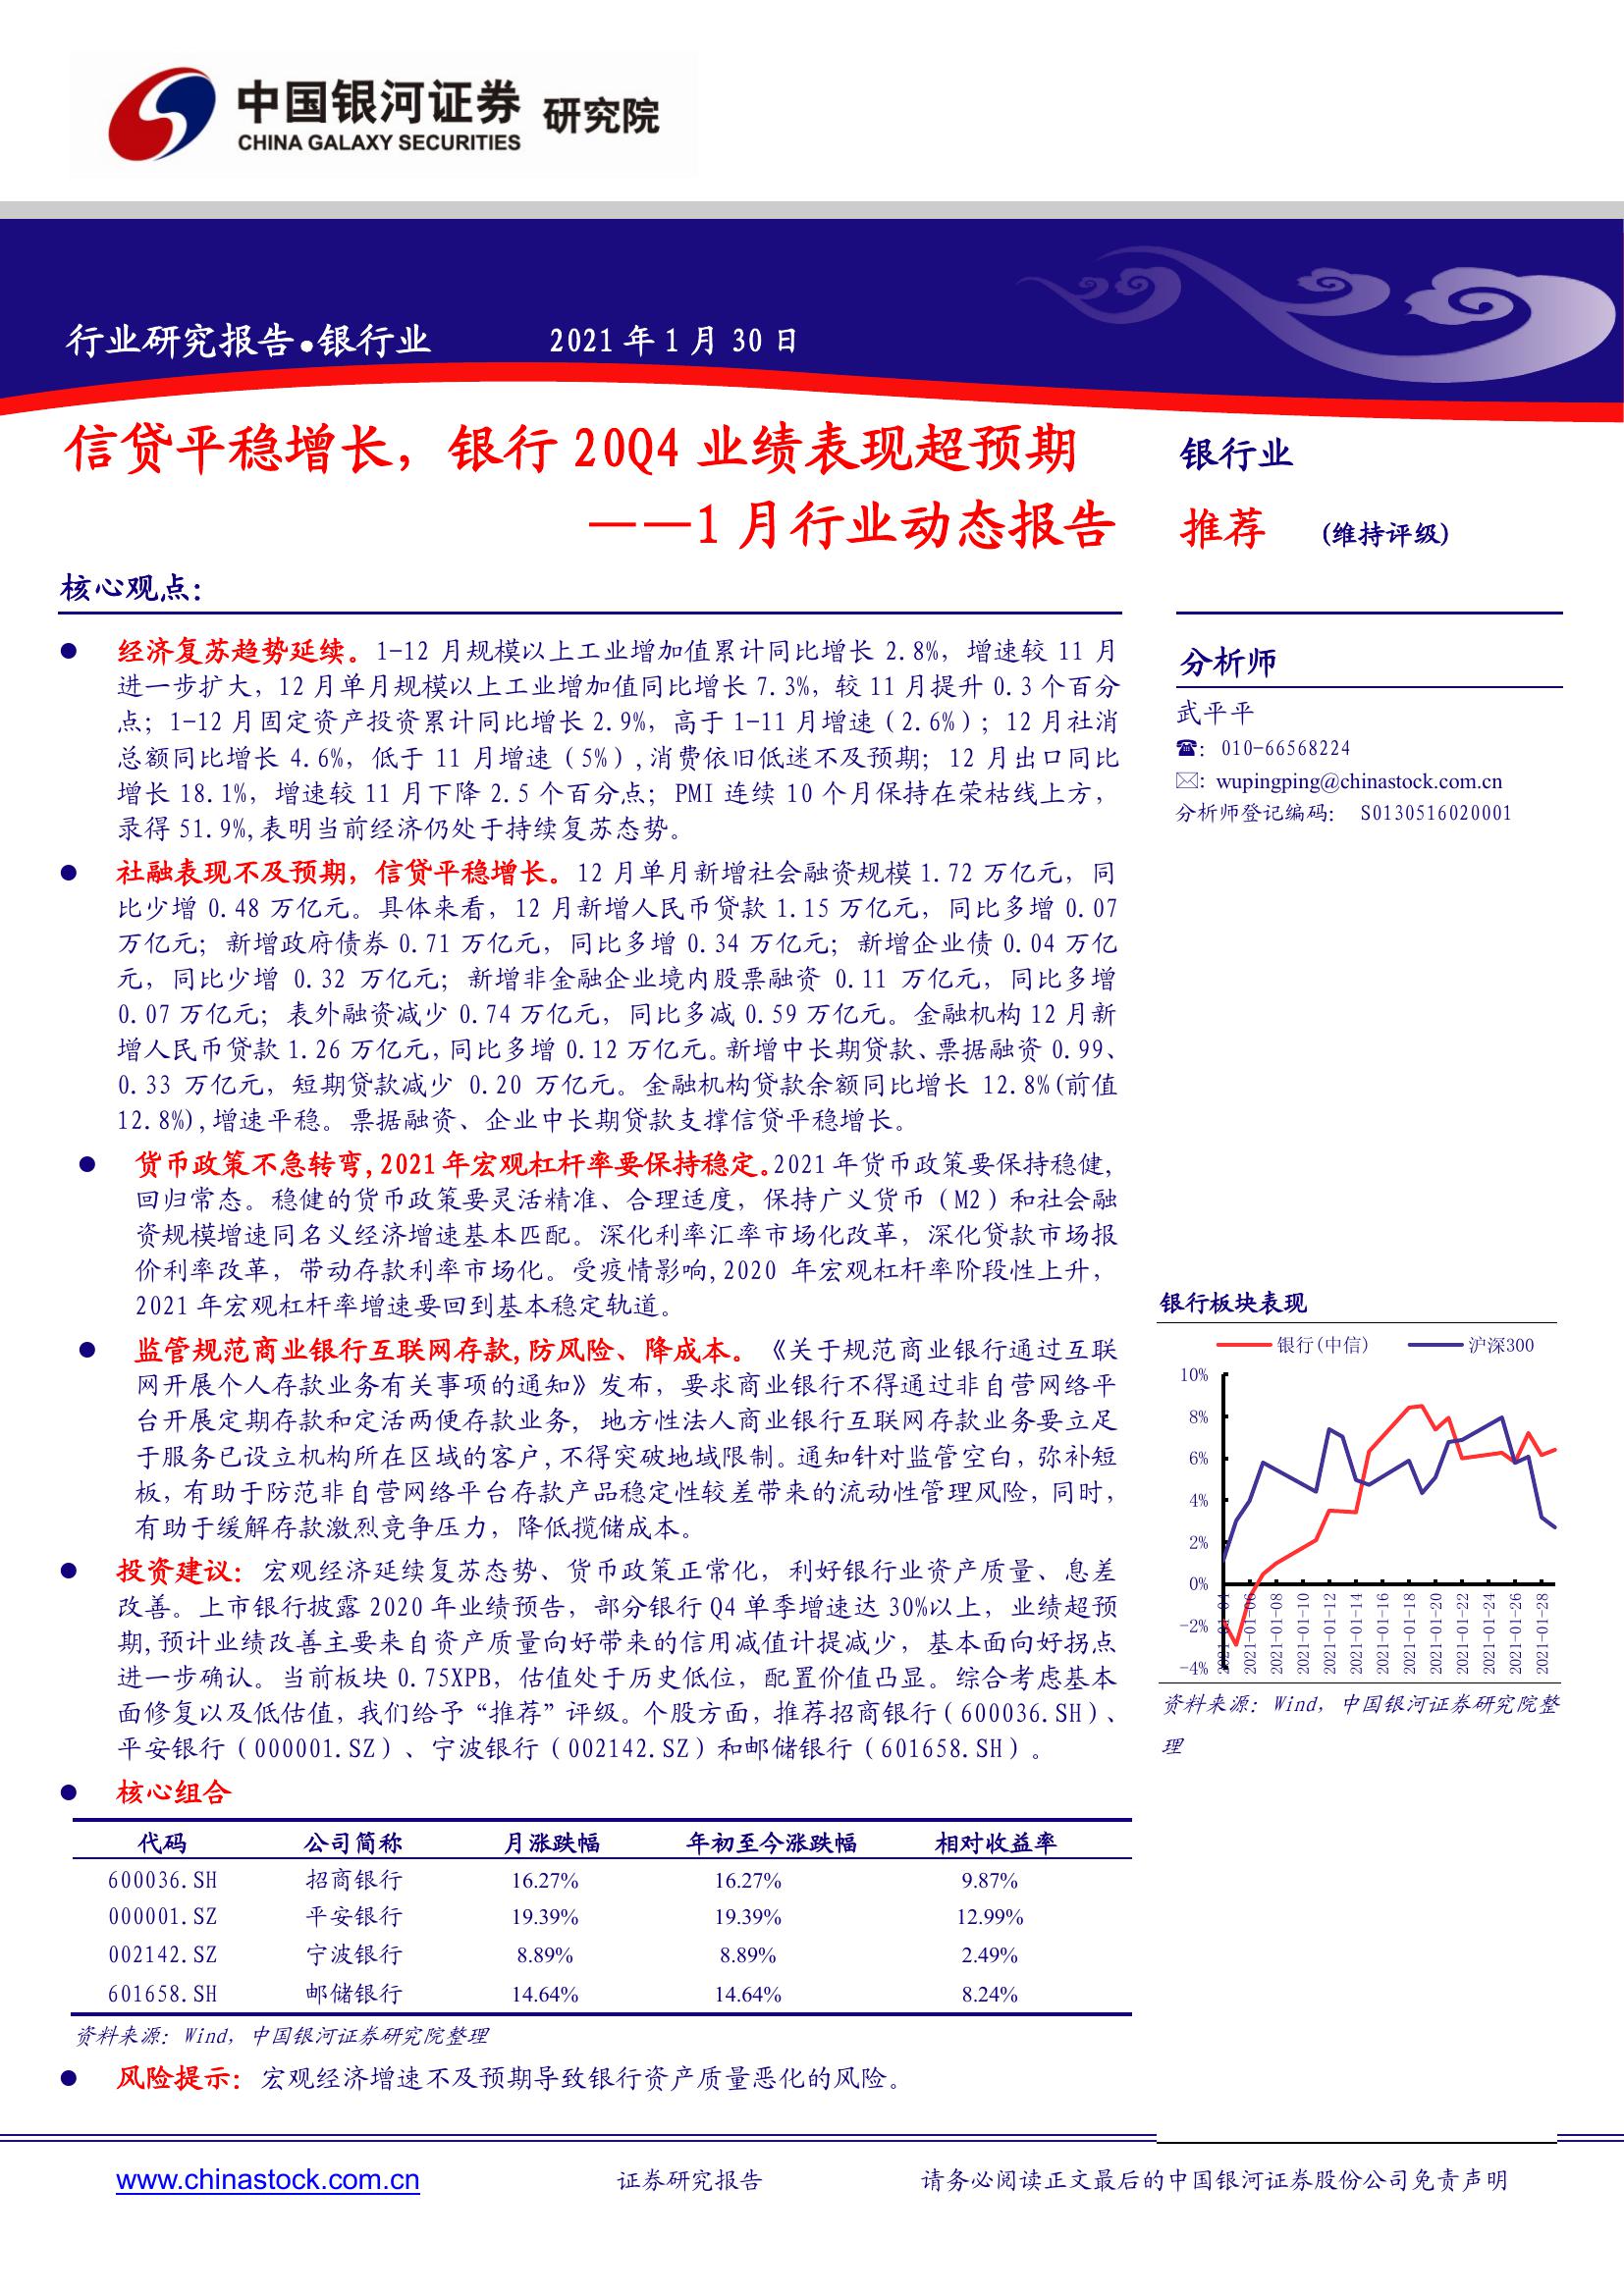 中国银河证券 研究院
CHINA GALAXY SECURITIES
行业研究报告●银行业 2021 年 1 月 30 日
信贷平稳增长，银行 20Q4 业绩表现超预期
——1 月行业动态报告
核心观点：
● 经济复苏趋势延续。1-12 月规模以上工业增加值累计同比增长 2.8%，增速较 11 月
进一步扩大，12 月单月规模以上工业增加值同比增长 7.3%，较 11 月提升 0.3 个百分
点；1-12 月固定资产投资累计同比增长 2.9%，高于 1-11 月增速（2.6%）；12 月社消
总额同比增长 4.6%，低于 11 月增速（5%）,消费依旧低迷不及预期；12 月出口同比
增长 18.1%，增速较 11 月下降 2.5 个百分点；PMI 连续 10 个月保持在荣枯线上方，
录得 51.9%,表明当前经济仍处于持续复苏态势。
● 社融表现不及预期，信贷平稳增长。12 月单月新增社会融资规模 1.72 万亿元，同
比少增 0.48 万亿元。具体来看，12 月新增人民币贷款 1.15 万亿元，同比多增 0.07
万亿元；新增政府债券 0.71 万亿元，同比多增 0.34 万亿元；新增企业债 0.04 万亿
元，同比少增 0.32 万亿元；新增非金融企业境内股票融资 0.11 万亿元，同比多增
0.07 万亿元；表外融资减少 0.74 万亿元，同比多减 0.59 万亿元。金融机构 12 月新
增人民币贷款 1.26 万亿元，同比多增 0.12 万亿元。新增中长期贷款、票据融资 0.99、
0.33 万亿元，短期贷款减少 0.20 万亿元。金融机构贷款余额同比增长 12.8%(前值
12.8%),增速平稳。票据融资、企业中长期贷款支撑信贷平稳增长。
● 货币政策不急转弯,2021 年宏观杠杆率要保持稳定。2021 年货币政策要保持稳健,
回归常态。稳健的货币政策要灵活精准、合理适度，保持广义货币（M2）和社会融
资规模增速同名义经济增速基本匹配。深化利率汇率市场化改革，深化贷款市场报
价利率改革，带动存款利率市场化。受疫情影响,2020 年宏观杠杆率阶段性上升，
2021 年宏观杠杆率增速要回到基本稳定轨道。
● 监管规范商业银行互联网存款,防风险、降成本。《关于规范商业银行通过互联
网开展个人存款业务有关事项的通知》发布，要求商业银行不得通过非自营网络平
台开展定期存款和定活两便存款业务，地方性法人商业银行互联网存款业务要立足
于服务已设立机构所在区域的客户,不得突破地域限制。通知针对监管空白，弥补短
板，有助于防范非自营网络平台存款产品稳定性较差带来的流动性管理风险，同时，
有助于缓解存款激烈竞争压力，降低揽储成本。
● 投资建议：宏观经济延续复苏态势、货币政策正常化，利好银行业资产质量、息差
改善。上市银行披露 2020 年业绩预告，部分银行 Q4 单季增速达 30%以上，业绩超预
期,预计业绩改善主要来自资产质量向好带来的信用减值计提减少，基本面向好拐点
进一步确认。当前板块 0.75XPB，估值处于历史低位，配置价值凸显。综合考虑基本
面修复以及低估值，我们给予“推荐”评级。个股方面，推荐招商银行（600036.SH）、
平安银行（000001.SZ）、宁波银行（002142.SZ）和邮储银行（601658.SH）。
● 核心组合
代码 公司简称 月涨跌幅 年初至今涨跌幅 相对收益率
600036.SH 招商银行 16.27% 16.27% 9.87%
000001.SZ 平安银行 19.39% 19.39% 12.99%
002142.SZ 宁波银行 8.89% 8.89% 2.49%
601658.SH 邮储银行 14.64% 14.64% 8.24%
资料来源：Wind，中国银河证券研究院整理
● 风险提示：宏观经济增速不及预期导致银行资产质量恶化的风险。
银行业
推荐 (维持评级)
分析师
武平平
☎：010-66568224
✉：wupingping@chinastock.com.cn
分析师登记编码： S0130516020001
银行板块表现
银行(中信) 沪深300
10%
8%
6%
4%
2%
0%
-2%
-4%
2021-01-04
2021-01-06
2021-01-08
2021-01-10
2021-01-12
2021-01-14
2021-01-16
2021-01-18
2021-01-20
2021-01-22
2021-01-24
2021-01-26
2021-01-28
资料来源：Wind，中国银河证券研究院整
理
www.chinastock.com.cn 证券研究报告 请务必阅读正文最后的中国银河证券股份公司免责声明